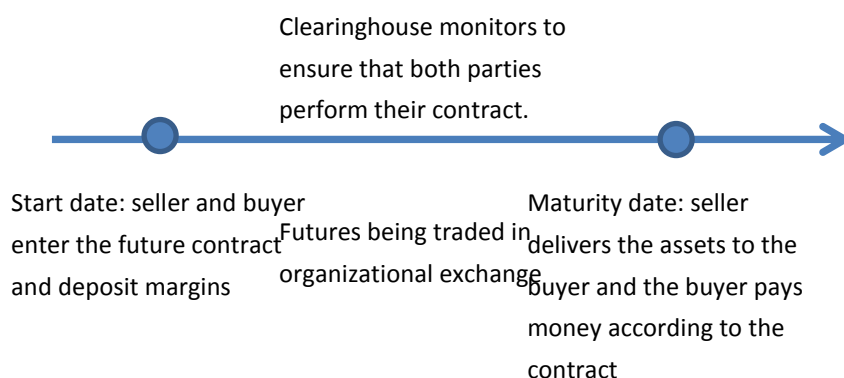 Clearinghouse monitors to
ensure that both parties
perform their contract.
Start date: seller and buyer
enter the future contract
and deposit margins
Futures being traded in
organizational exchange
Maturity date: seller
delivers the assets to the
buyer and the buyer pays
money according to the
contract